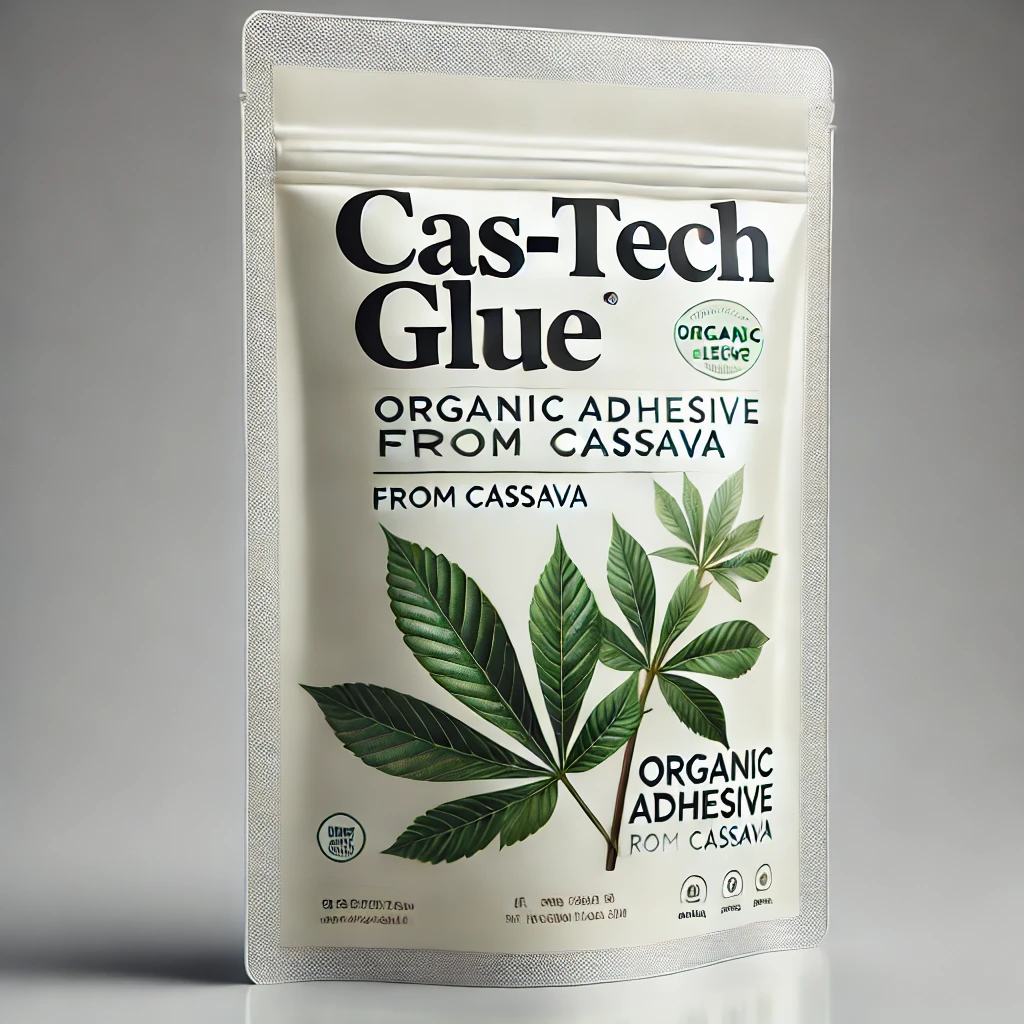 Cas-Tech
Glue
ORGANIC
ORGANIC ADHESIVE
FROM CASSAVA
FROM CASSAVA
ORGANIC
ADHESIVE
ROM CASSAVA